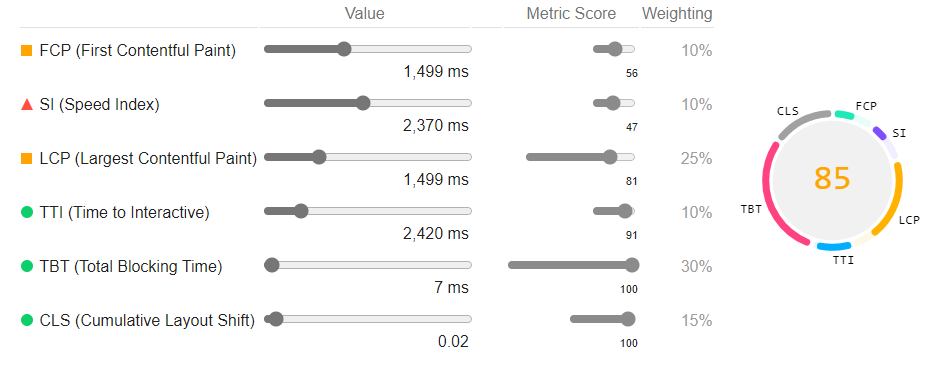 Value Metric Score Weighting
FCP (First Contentful Paint) 10%
1,499 ms 56
SI (Speed Index) 10%
2,370 ms 47
LCP (Largest Contentful Paint) 25%
1,499 ms 81
TTI (Time to Interactive) 10%
2,420 ms 91
TBT (Total Blocking Time) 30%
7 ms 100
CLS (Cumulative Layout Shift) 15%
0.02 100
CLS FCP
SI
85
TBT
LCP
TTI